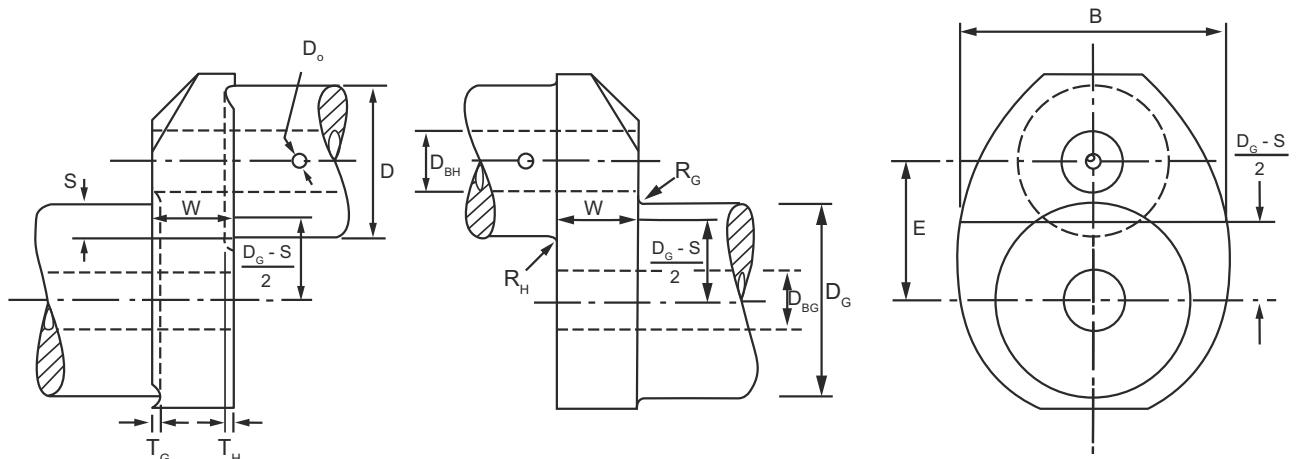 D_o
S
W
D_BH
D
D_G - S
2
T_G
T_H
R_G
W
R_H
D_G - S
2
D_BG
D_G
B
E
D_G - S
2